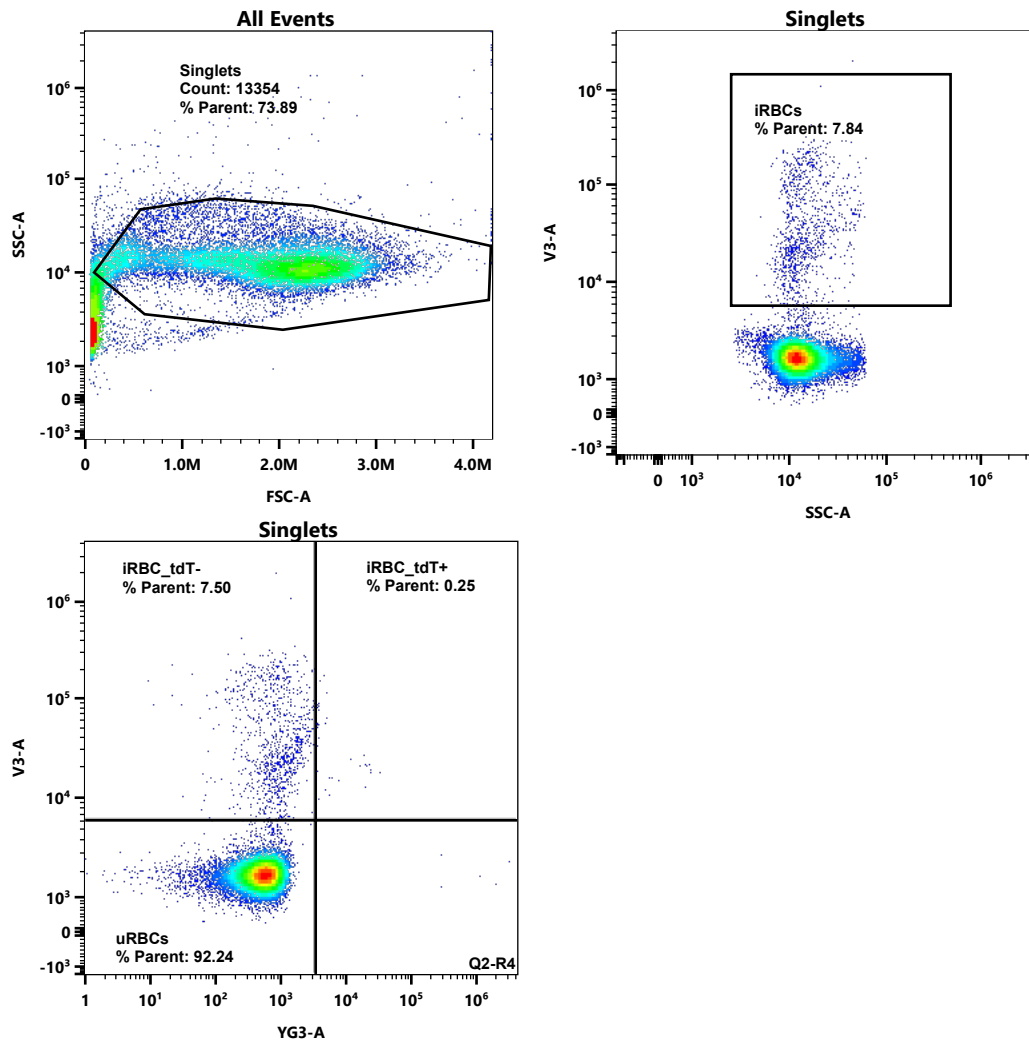 All Events
Singlets
Count: 13354
% Parent: 73.89
10⁶
10⁵
10⁴
10³
0
-10³
SSC-A
0
1.0M
2.0M
3.0M
4.0M
FSC-A
Singlets
iRBCs
% Parent: 7.84
10⁶
10⁵
10⁴
10³
0
-10³
V3-A
0
10³
10⁴
10⁵
10⁶
SSC-A
Singlets
iRBC_tdT-
% Parent: 7.50
iRBC_tdT+
% Parent: 0.25
10⁶
10⁵
10⁴
10³
0
-10³
V3-A
uRBCs
% Parent: 92.24
Q2-R4
1
10¹
10²
10³
10⁴
10⁵
10⁶
YG3-A